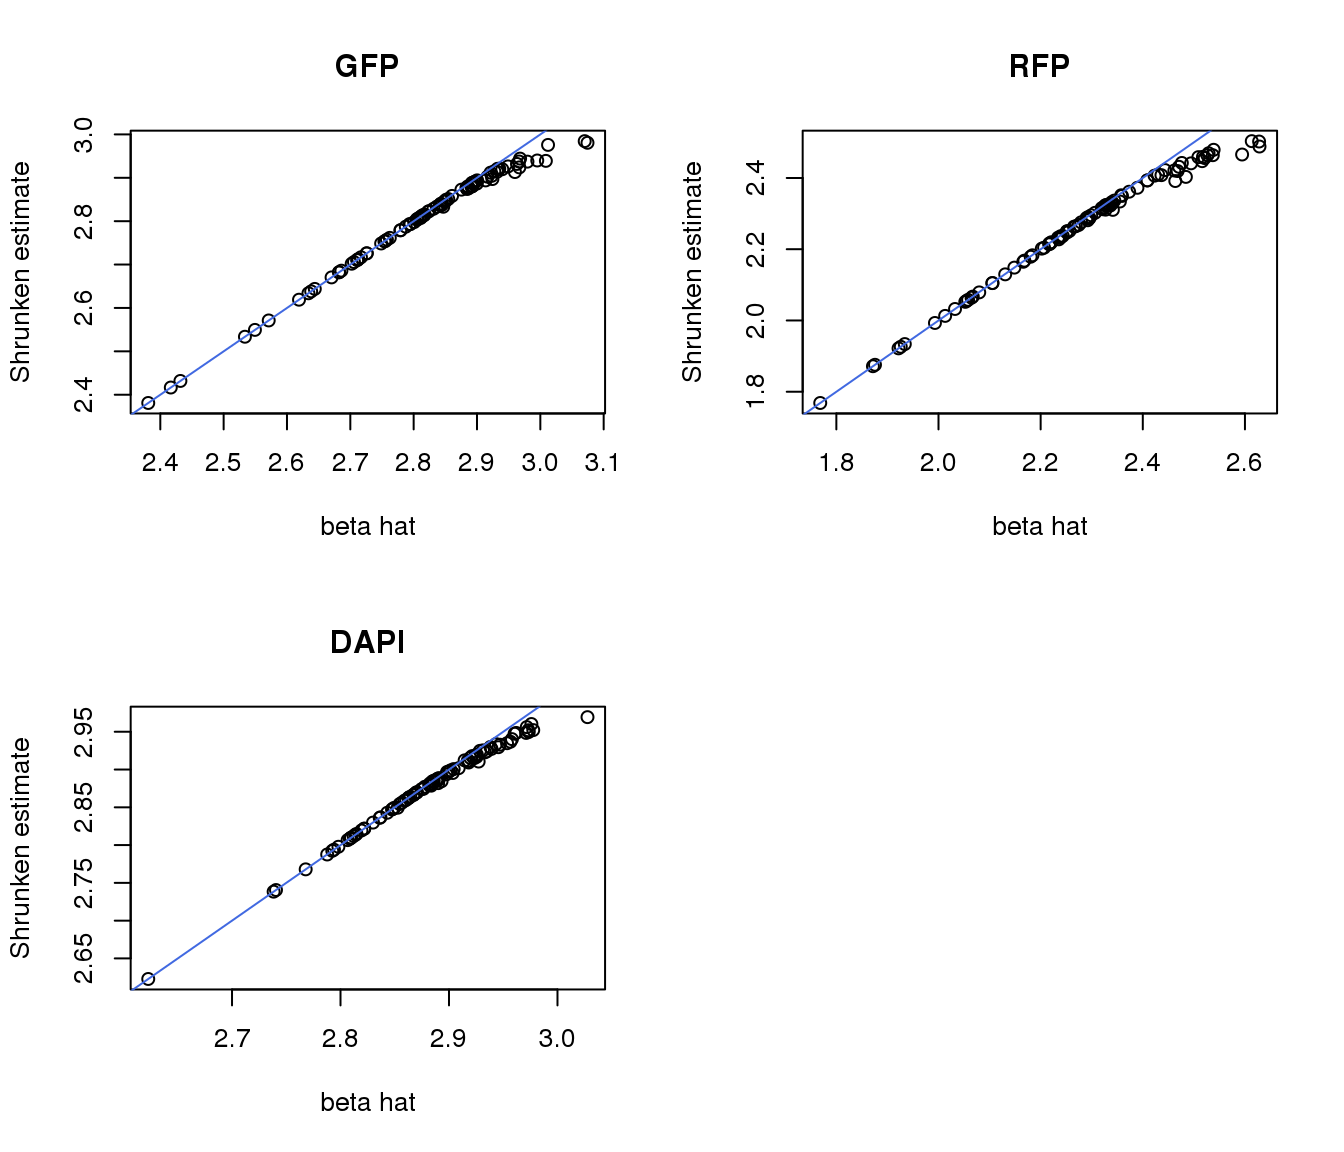 GFP
Shrunken estimate
3.0
2.8
2.6
2.4
2.4 2.5 2.6 2.7 2.8 2.9 3.0 3.1
beta hat
RFP
Shrunken estimate
2.4
2.2
2.0
1.8
1.8 2.0 2.2 2.4 2.6
beta hat
DAPI
Shrunken estimate
2.95
2.85
2.75
2.65
2.7 2.8 2.9 3.0
beta hat